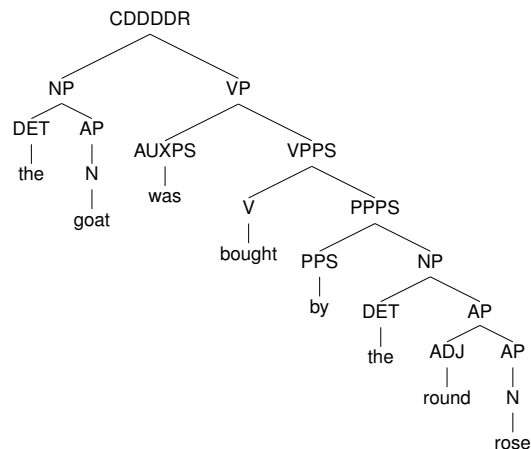 CDDDDR
NP VP
DET AP AUXPS VPPS
the N was V PPPS
goat bought PPS NP
by DET AP
the ADJ AP
round N
rose